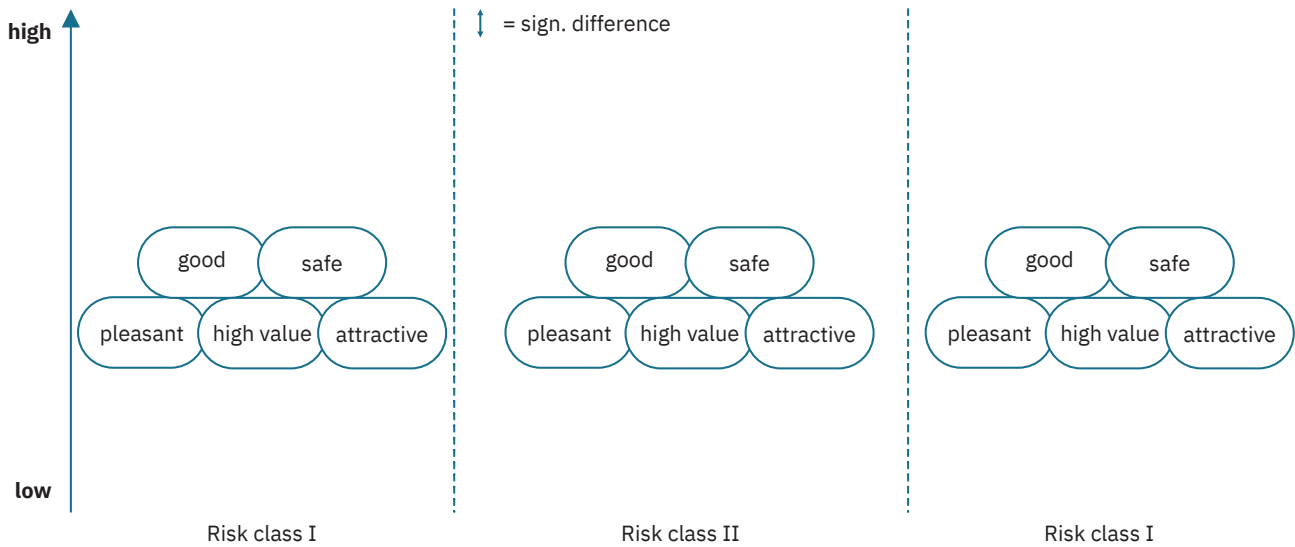 high
= sign. difference
good safe
pleasant high value attractive
good safe
pleasant high value attractive
good safe
pleasant high value attractive
low
Risk class I
Risk class II
Risk class I